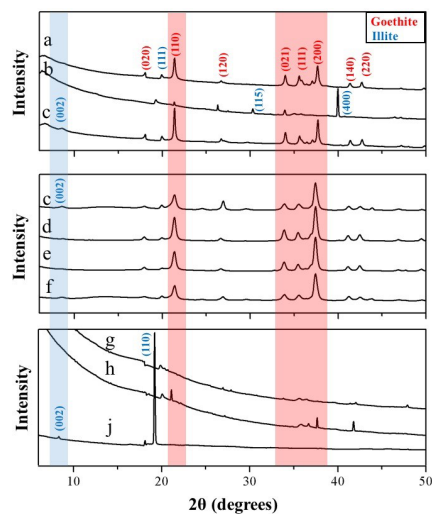 Goethite
Illite
Intensity
a
b
c
(002)
(020)
(111)
(110)
(120)
(115)
(021)
(111)
(200)
(400)
(140)
(220)
Intensity
(002)
c
d
e
f
Intensity
g
h
j
(002)
(110)
10 20 30 40 50
2θ (degrees)